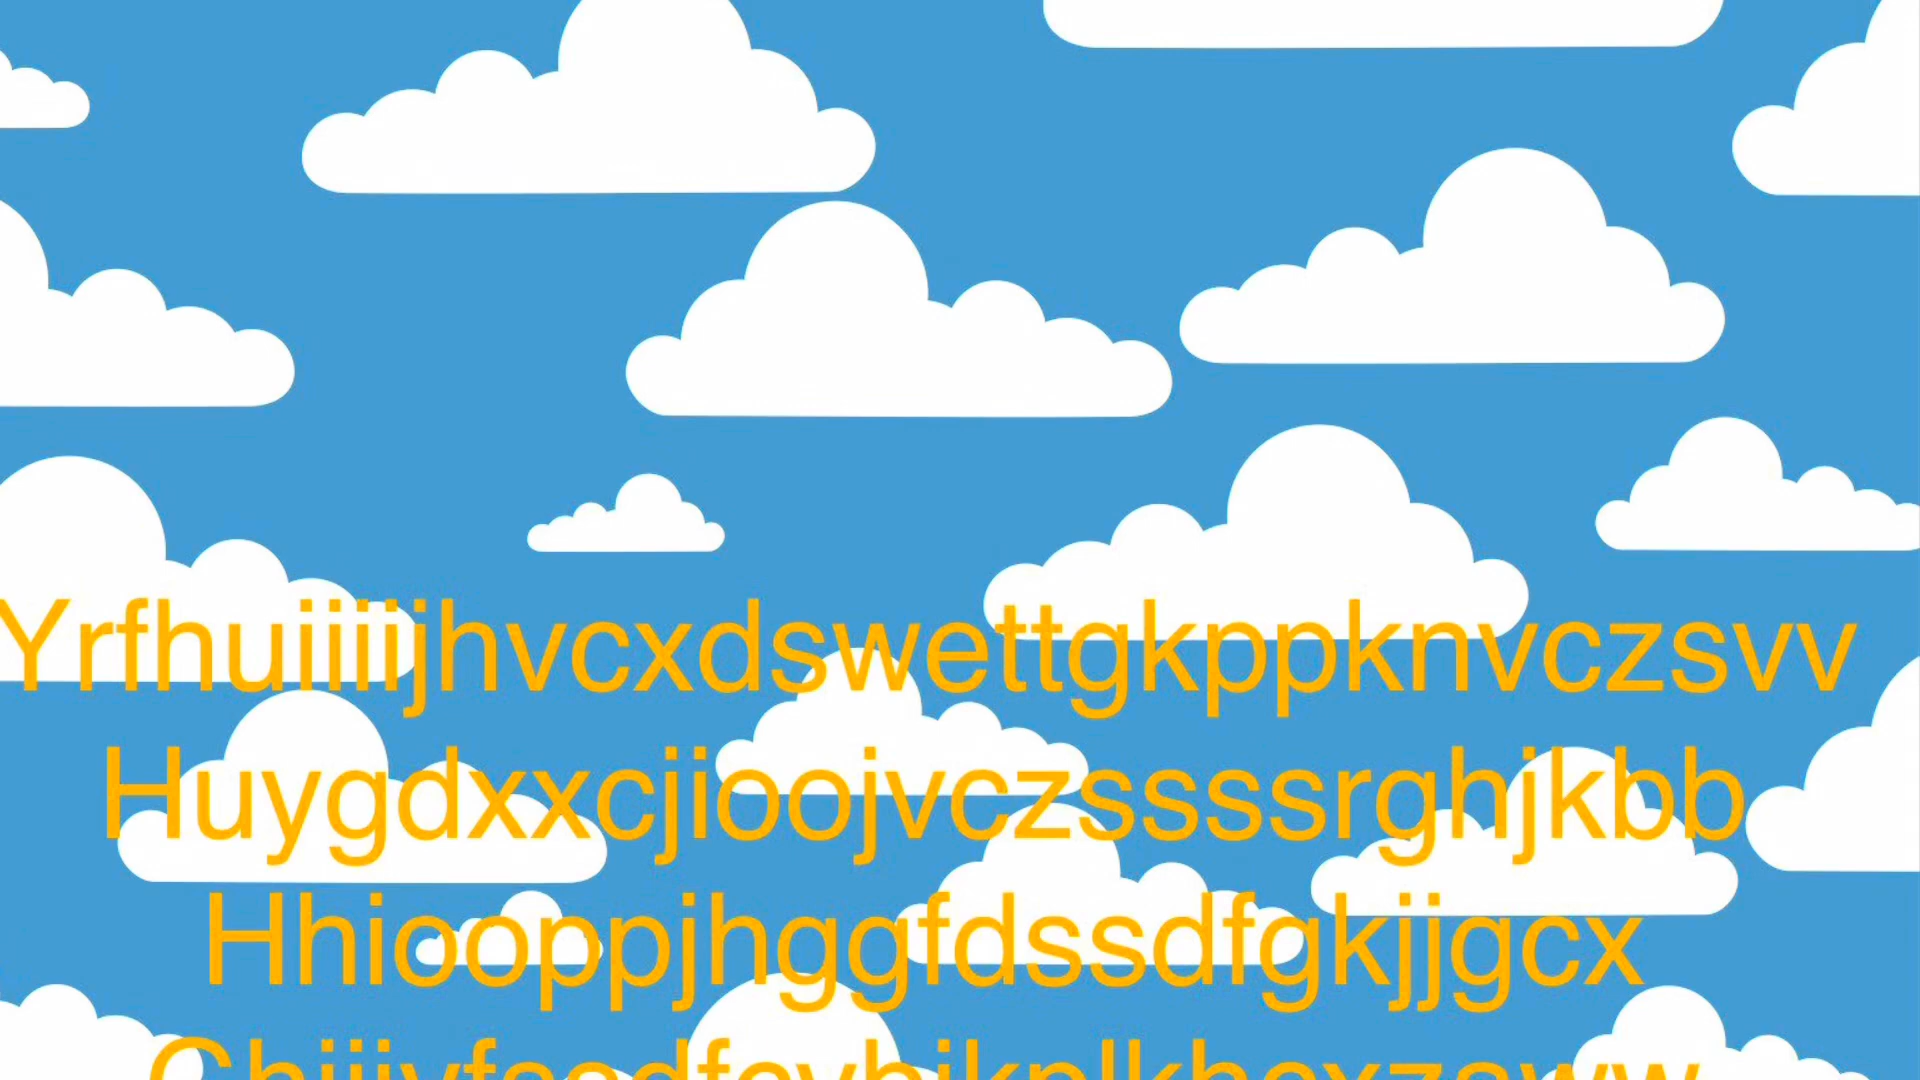 Yrfhuiiiijhvcxdswettgkppknvczsvv
Huygdxxcjioojvczssssrghjkbb
Hhiooppjhggfdssdfgkjjgcx